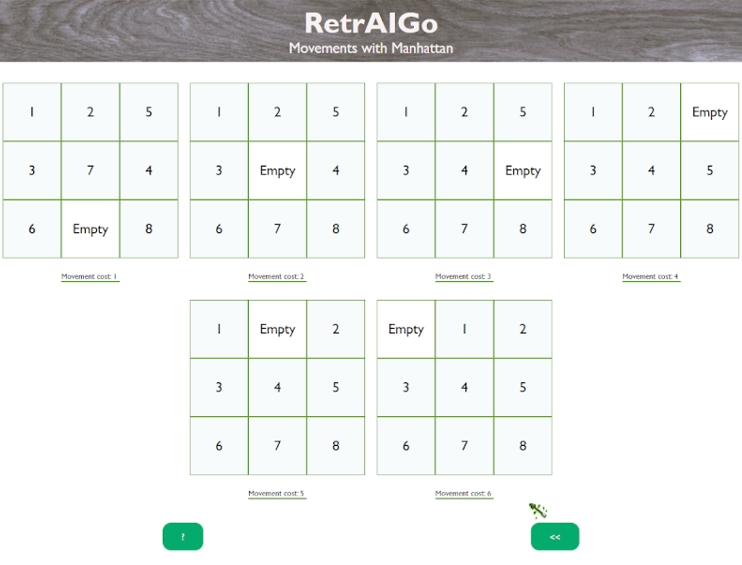 RetrAIGo
Movements with Manhattan
1 2 5
3 7 4
6 Empty 8
Movement cost: 1
1 2 5
3 Empty 4
6 7 8
Movement cost: 2
1 2 5
3 4 Empty
6 7 8
Movement cost: 3
1 2 Empty
3 4 5
6 7 8
Movement cost: 4
1 Empty 2
3 4 5
6 7 8
Movement cost: 5
Empty 1 2
3 4 5
6 7 8
Movement cost: 6
?
<<